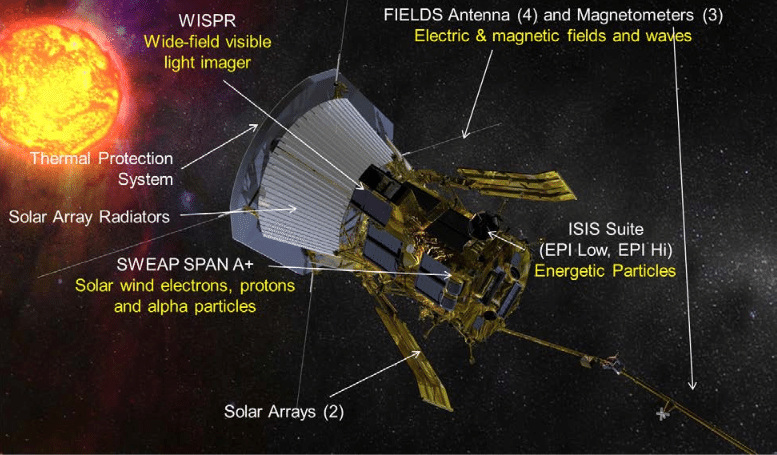 WISPR
Wide-field visible
light imager
FIELDS Antenna (4) and Magnetometers (3)
Electric & magnetic fields and waves
Thermal Protection
System
Solar Array Radiators
SWEAP SPAN A+
Solar wind electrons, protons
and alpha particles
ISIS Suite
(EPI Low, EPI Hi)
Energetic Particles
Solar Arrays (2)